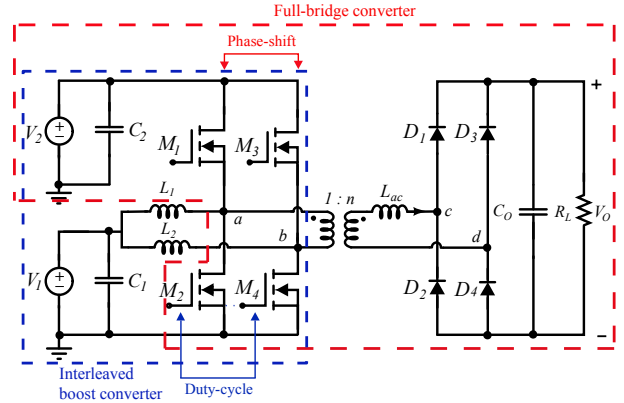 Full-bridge converter
Phase-shift
V2
C2
M1
M3
D1
D3
L1
1 : n
Lac
a
c
CO
RL
VO
L2
b
d
V1
C1
M2
M4
D2
D4
Interleaved
boost converter
Duty-cycle
+
−